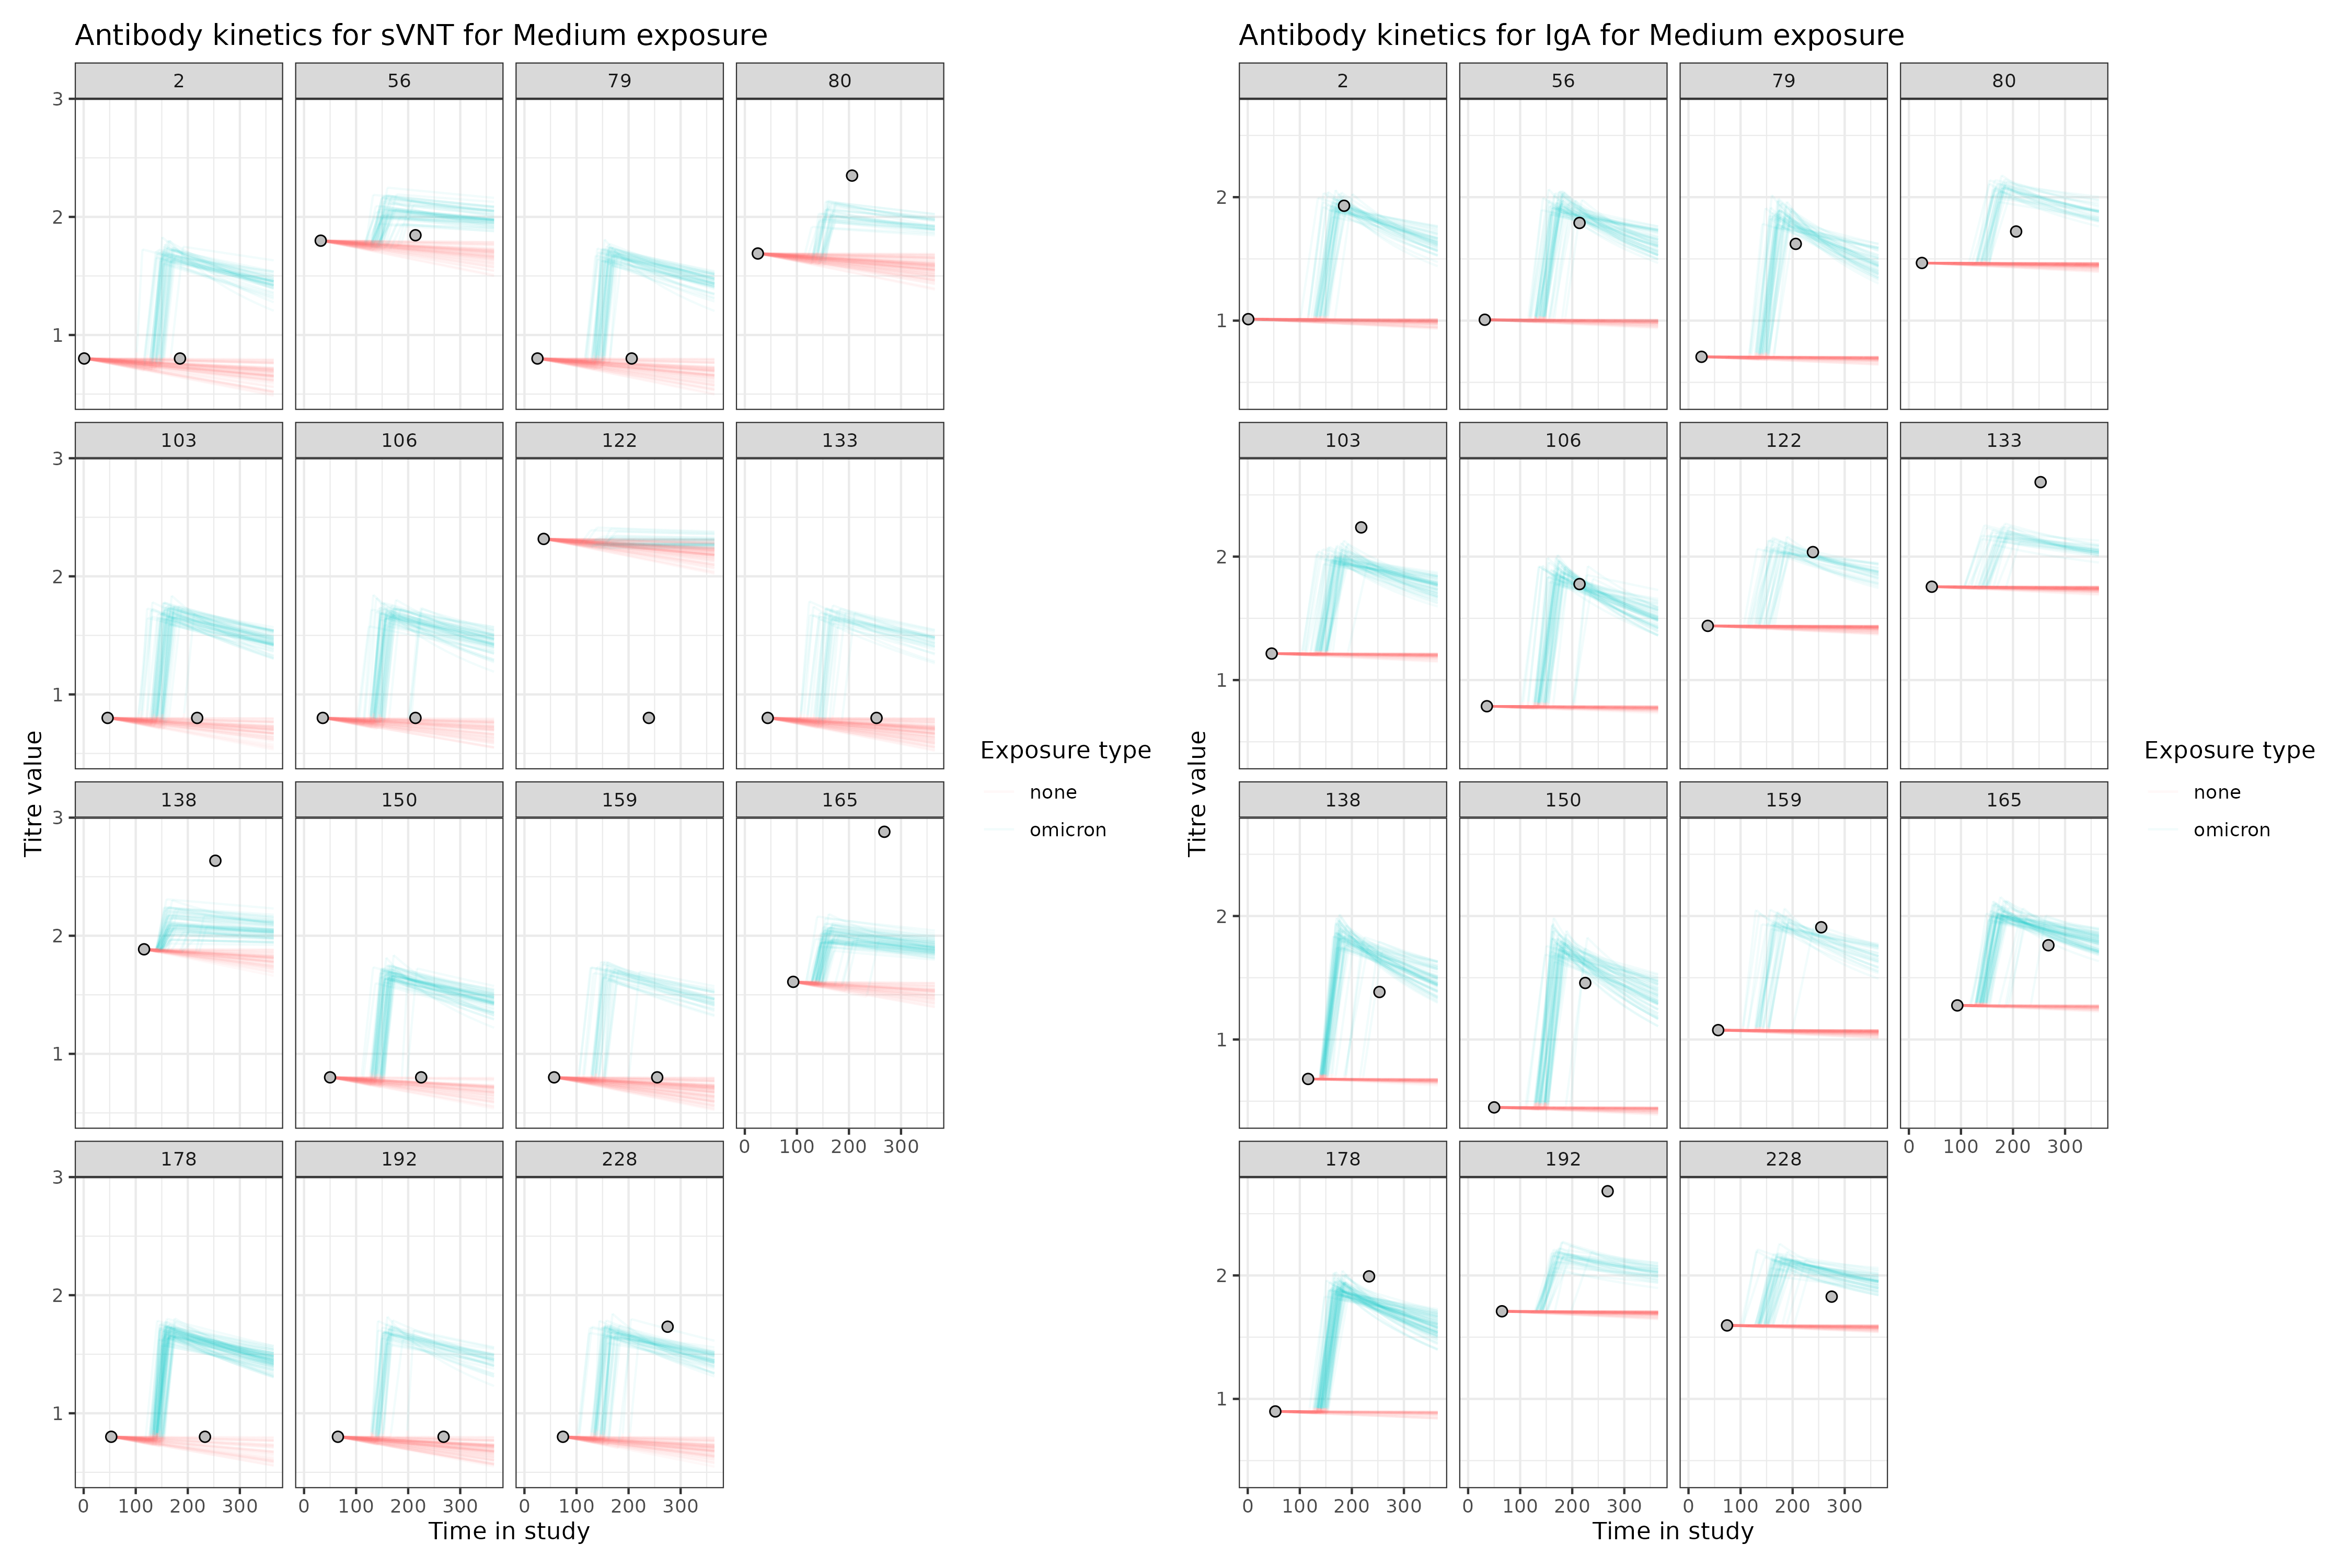 Antibody kinetics for sVNT for Medium exposure
2 56 79 80
3
2
1
103 106 122 133
3
2
1
138 150 159 165
3
2
1
0 100 200 300
178 192 228
3
2
1
0 100 200 300 0 100 200 300 0 100 200 300
Time in study
Titre value
Exposure type
none
omicron
Antibody kinetics for IgA for Medium exposure
2 56 79 80
2
1
103 106 122 133
2
1
138 150 159 165
2
1
0 100 200 300
178 192 228
2
1
0 100 200 300 0 100 200 300 0 100 200 300
Time in study
Titre value
Exposure type
none
omicron